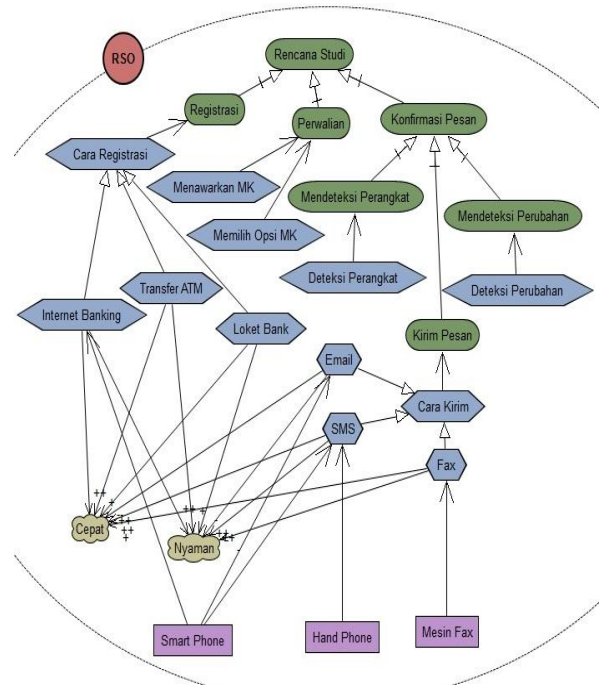 RSO
Rencana Studi
Registrasi
Perwalian
Konfirmasi Pesan
Cara Registrasi
Menawarkan MK
Mendeteksi Perangkat
Mendeteksi Perubahan
Memilih Opsi MK
Deteksi Perangkat
Deteksi Perubahan
Internet Banking
Transfer ATM
Loket Bank
Kirim Pesan
Email
Cara Kirim
SMS
Fax
Cepat
Nyaman
Smart Phone
Hand Phone
Mesin Fax